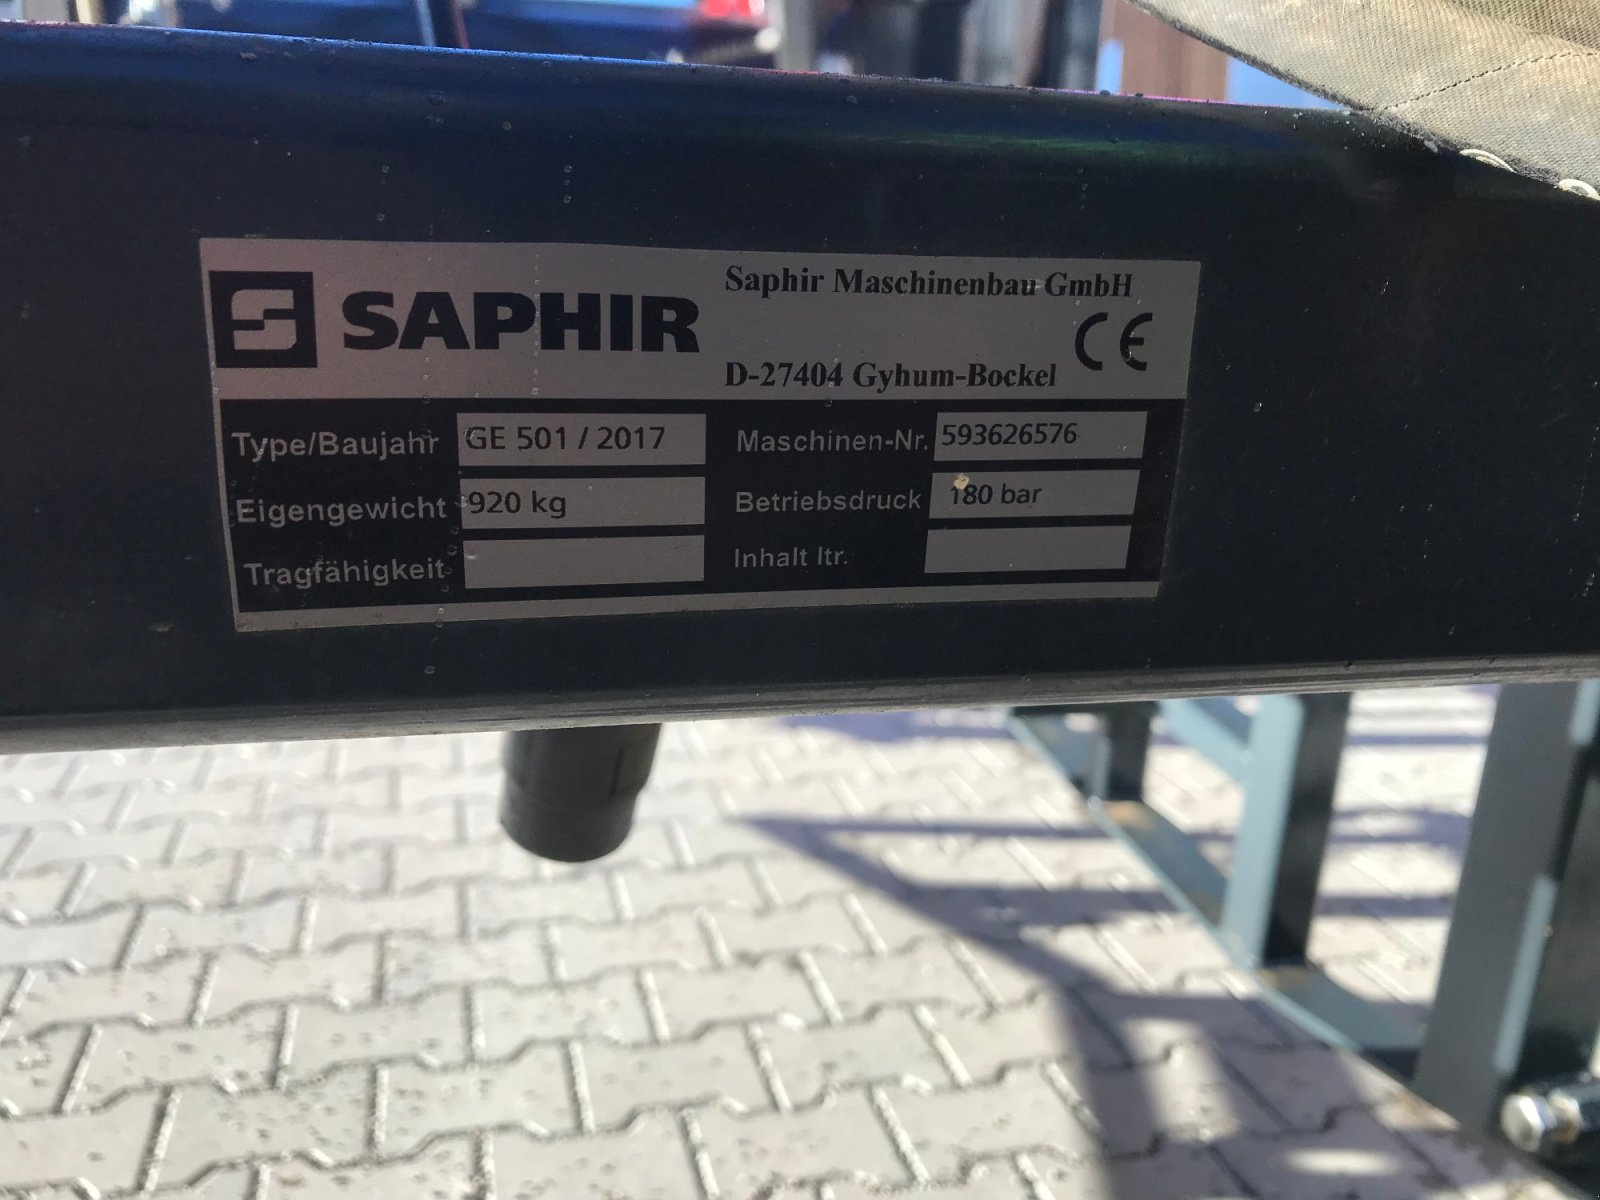 SAPHIR
Saphir Maschinenbau GmbH
D-27404 Gyhum-Bockel
CE
Type/Baujahr GE 501 / 2017
Maschinen-Nr. 593626576
Eigengewicht 920 kg
Betriebsdruck 180 bar
Tragfähigkeit
Inhalt ltr.